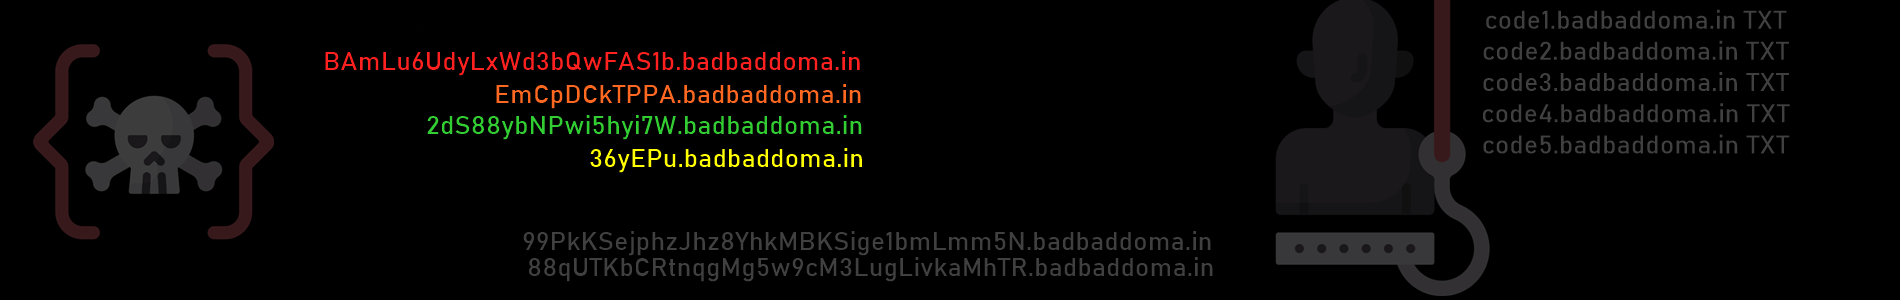 BAmLu6UdyLxWd3bQwFAS1b.badbaddoma.in
EmCpDCkTPPA.badbaddoma.in
2dS88ybNPwi5hyi7W.badbaddoma.in
36yEPu.badbaddoma.in
99PkKSejphzJhz8YhkMBKSige1bmLmm5N.badbaddoma.in
88qUTKbCRtnqgMg5w9cM3LugLivkaMhTR.badbaddoma.in
code1.badbaddoma.in TXT
code2.badbaddoma.in TXT
code3.badbaddoma.in TXT
code4.badbaddoma.in TXT
code5.badbaddoma.in TXT